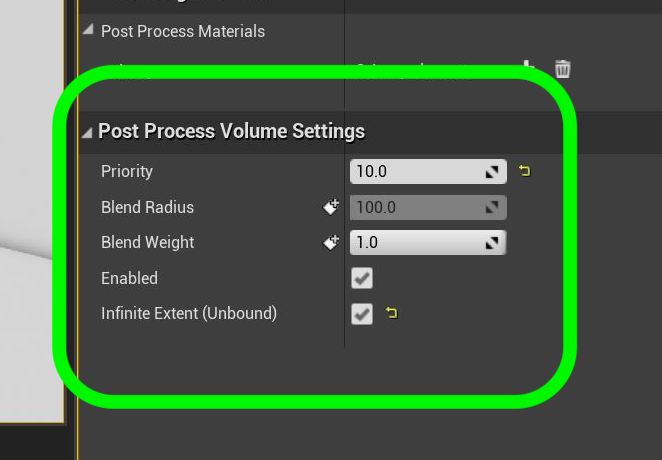 Post Process Materials
Post Process Volume Settings
Priority 10.0
Blend Radius 100.0
Blend Weight 1.0
Enabled
Infinite Extent (Unbound)